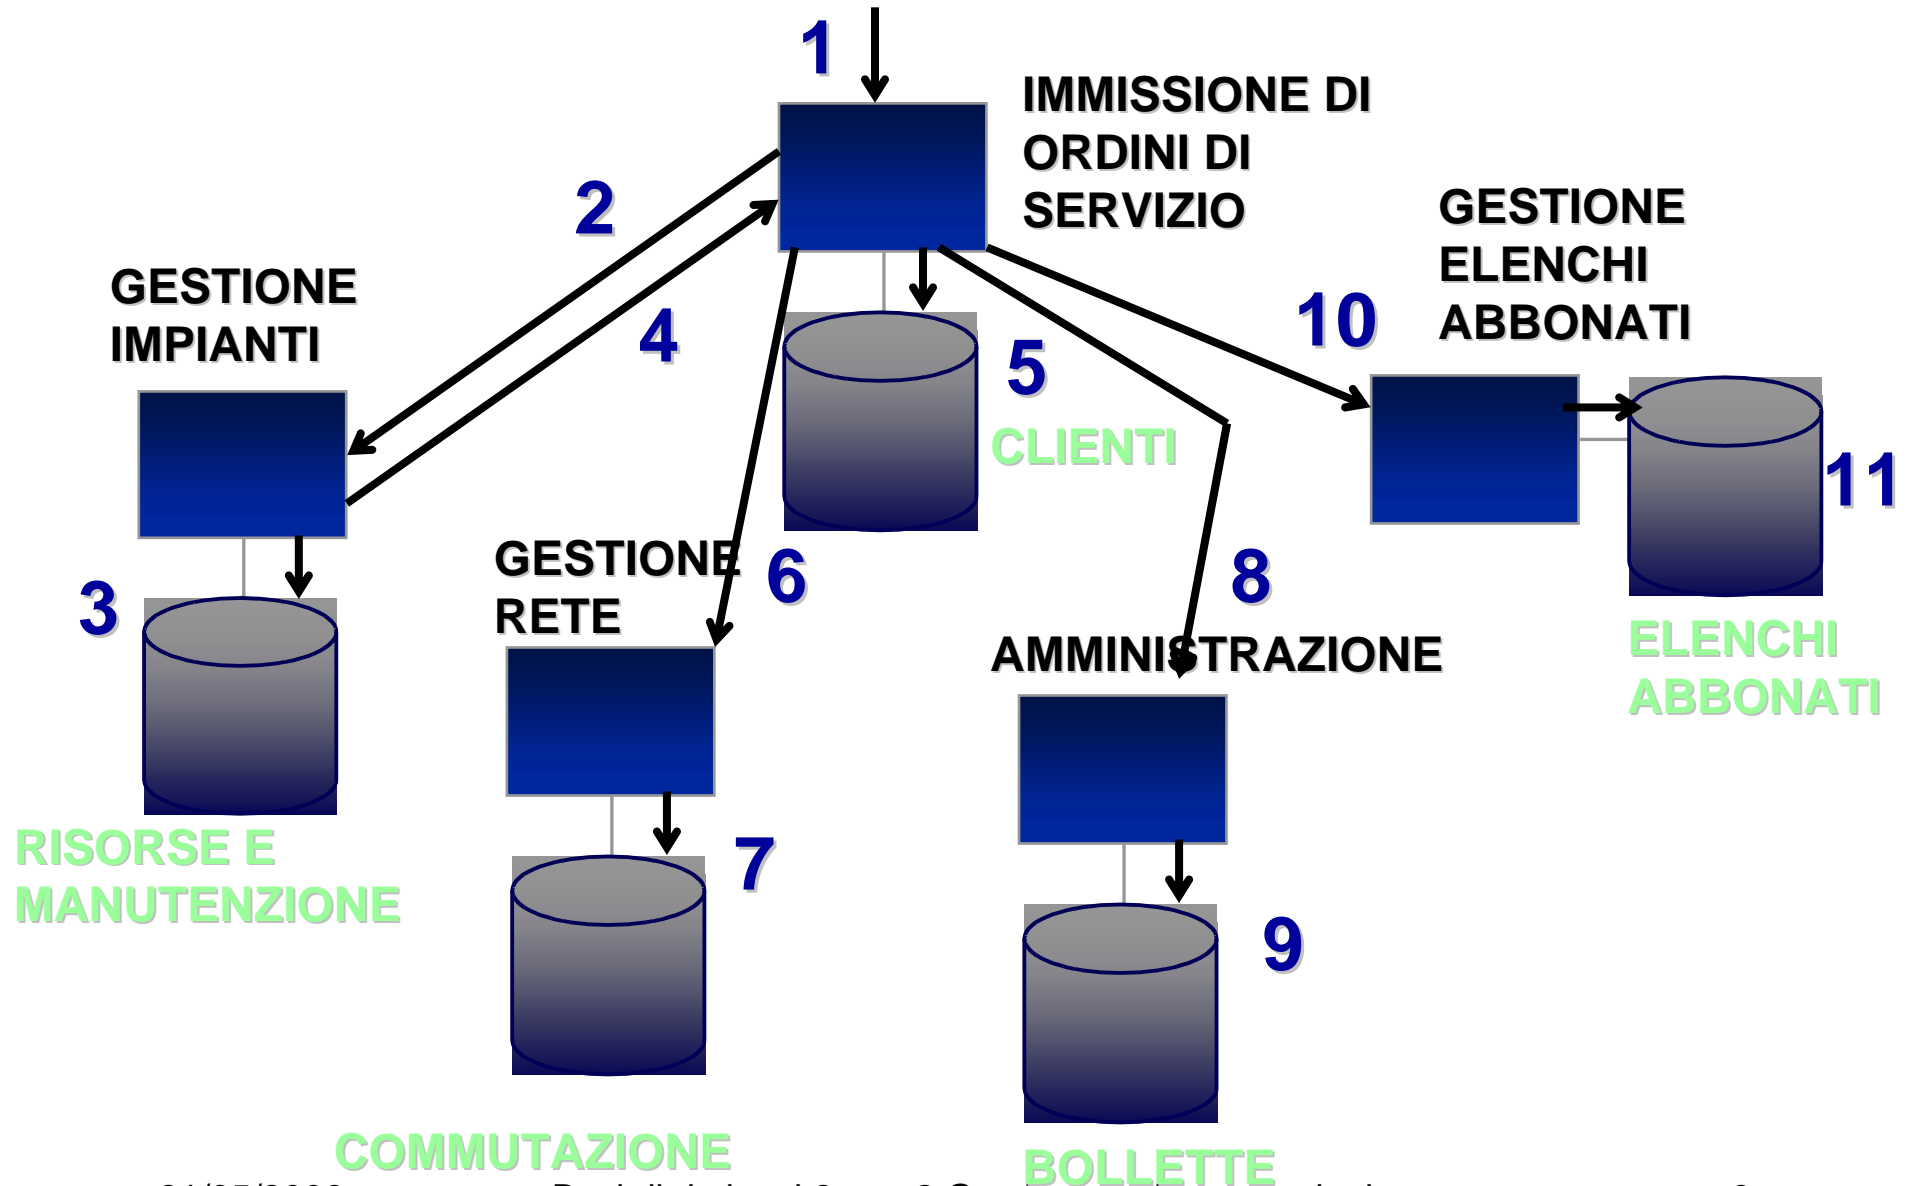 1
IMMISSIONE DI
ORDINI DI
SERVIZIO
2
GESTIONE
ELENCHI
ABBONATI
GESTIONE
IMPIANTI
4
10
5
CLIENTI
11
GESTIONE
RETE
6
8
3
AMMINISTRAZIONE
ELENCHI
ABBONATI
RISORSE E
MANUTENZIONE
7
9
COMMUTAZIONE
BOLLETTE